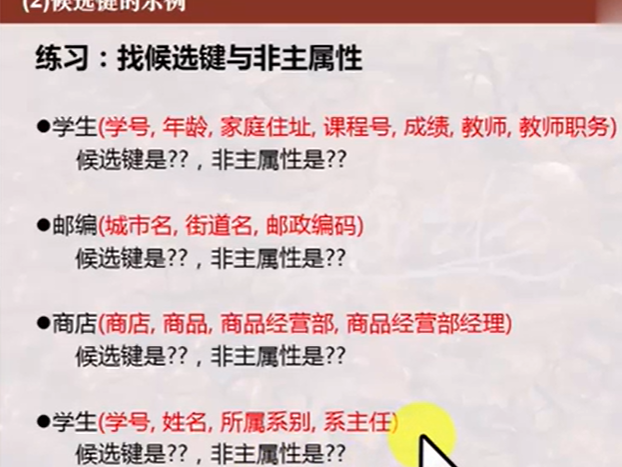 (2)候选键的示例
练习：找候选键与非主属性
●学生(学号, 年龄, 家庭住址, 课程号, 成绩, 教师, 教师职务)
候选键是??，非主属性是??
●邮编(城市名, 街道名, 邮政编码)
候选键是??，非主属性是??
●商店(商店, 商品, 商品经营部, 商品经营部经理)
候选键是??，非主属性是??
●学生(学号, 姓名, 所属系别, 系主任)
候选键是??，非主属性是??